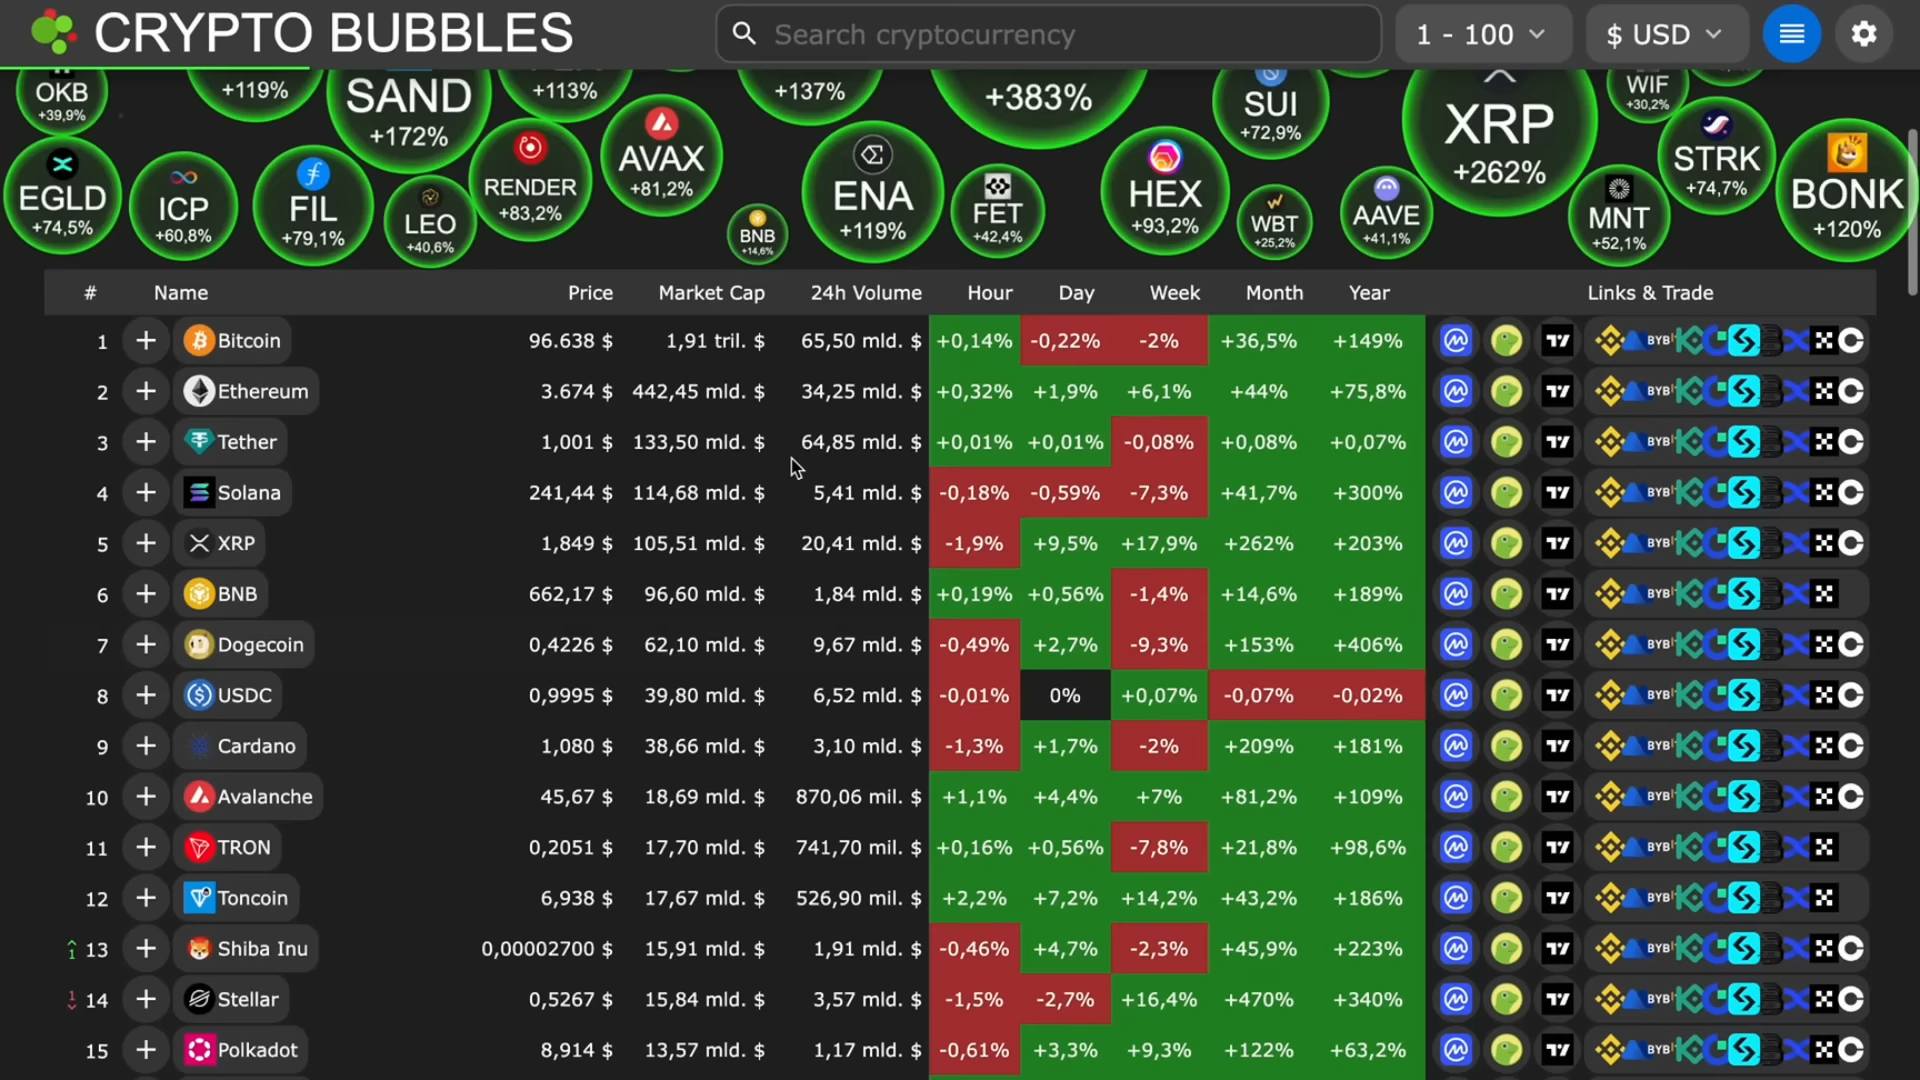 CRYPTO BUBBLES
Search cryptocurrency
1 - 100
$ USD
OKB
+39,9%
+119%
SAND
+172%
+113%
AVAX
+81,2%
+137%
+383%
SUI
+72,9%
XRP
+262%
WIF
+30,2%
STRK
+74,7%
BONK
+120%
EGLD
+74,5%
ICP
+60,8%
FIL
+79,1%
LEO
+40,6%
RENDER
+83,2%
BNB
+14,6%
ENA
+119%
FET
+42,4%
HEX
+93,2%
WBT
+25,2%
AAVE
+41,1%
MNT
+52,1%
# Name Price Market Cap 24h Volume Hour Day Week Month Year Links & Trade
1 Bitcoin 96.638 $ 1,91 tril. $ 65,50 mld. $ +0,14% -0,22% -2% +36,5% +149% BYB
2 Ethereum 3.674 $ 442,45 mld. $ 34,25 mld. $ +0,32% +1,9% +6,1% +44% +75,8% BYB
3 Tether 1,001 $ 133,50 mld. $ 64,85 mld. $ +0,01% +0,01% -0,08% +0,08% +0,07% BYB
4 Solana 241,44 $ 114,68 mld. $ 5,41 mld. $ -0,18% -0,59% -7,3% +41,7% +300% BYB
5 XRP 1,849 $ 105,51 mld. $ 20,41 mld. $ -1,9% +9,5% +17,9% +262% +203% BYB
6 BNB 662,17 $ 96,60 mld. $ 1,84 mld. $ +0,19% +0,56% -1,4% +14,6% +189% BYB
7 Dogecoin 0,4226 $ 62,10 mld. $ 9,67 mld. $ -0,49% +2,7% -9,3% +153% +406% BYB
8 USDC 0,9995 $ 39,80 mld. $ 6,52 mld. $ -0,01% 0% +0,07% -0,07% -0,02% BYB
9 Cardano 1,080 $ 38,66 mld. $ 3,10 mld. $ -1,3% +1,7% -2% +209% +181% BYB
10 Avalanche 45,67 $ 18,69 mld. $ 870,06 mil. $ +1,1% +4,4% +7% +81,2% +109% BYB
11 TRON 0,2051 $ 17,70 mld. $ 741,70 mil. $ +0,16% +0,56% -7,8% +21,8% +98,6% BYB
12 Toncoin 6,938 $ 17,67 mld. $ 526,90 mil. $ +2,2% +7,2% +14,2% +43,2% +186% BYB
1 13 Shiba Inu 0,00002700 $ 15,91 mld. $ 1,91 mld. $ -0,46% +4,7% -2,3% +45,9% +223% BYB
1 14 Stellar 0,5267 $ 15,84 mld. $ 3,57 mld. $ -1,5% -2,7% +16,4% +470% +340% BYB
15 Polkadot 8,914 $ 13,57 mld. $ 1,17 mld. $ -0,61% +3,3% +9,3% +122% +63,2% BYB